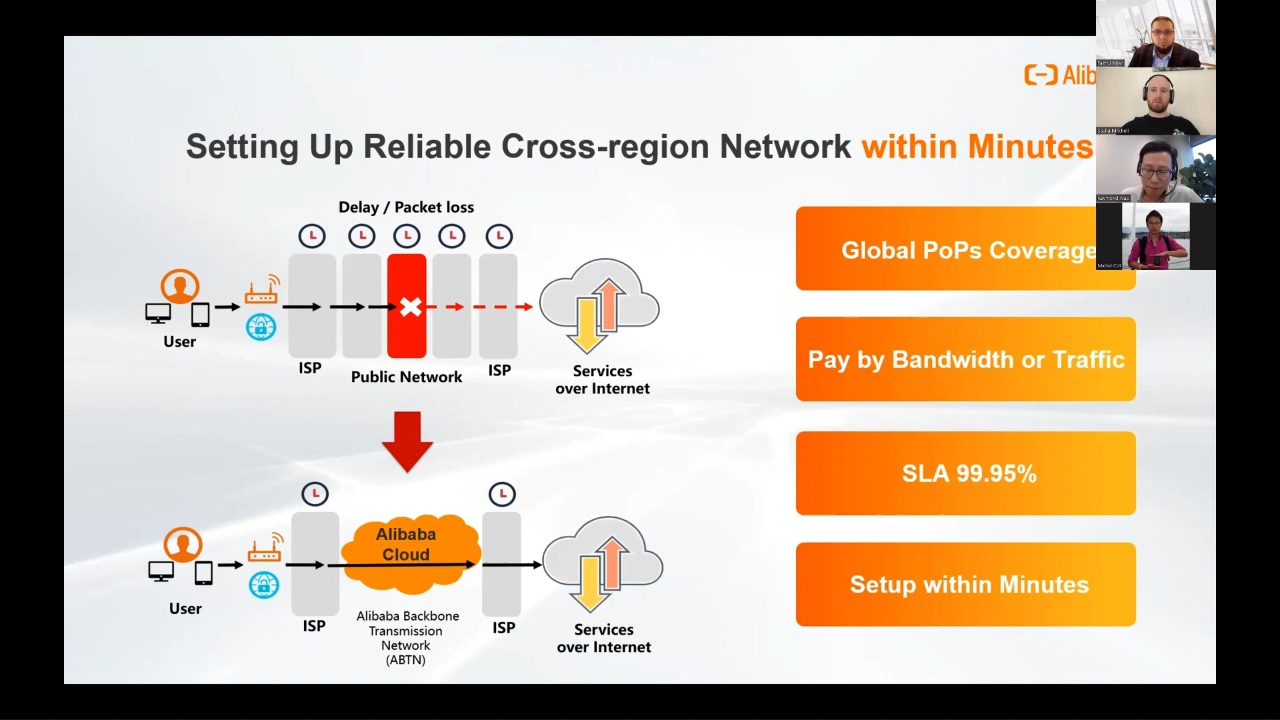 Alib
Setting Up Reliable Cross-region Network within Minutes
Delay / Packet loss
User
ISP
Public Network
ISP
Services
over Internet
Alibaba
Cloud
User
ISP
Alibaba Backbone
Transmission
Network
(ABTN)
ISP
Services
over Internet
Global PoPs Coverage
Pay by Bandwidth or Traffic
SLA 99.95%
Setup within Minutes